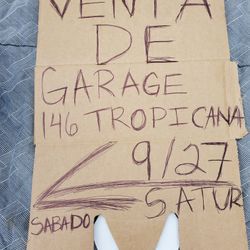 VENTA
DE
GARAGE
146 TROPICANA
9/27
SATUR
SABADO